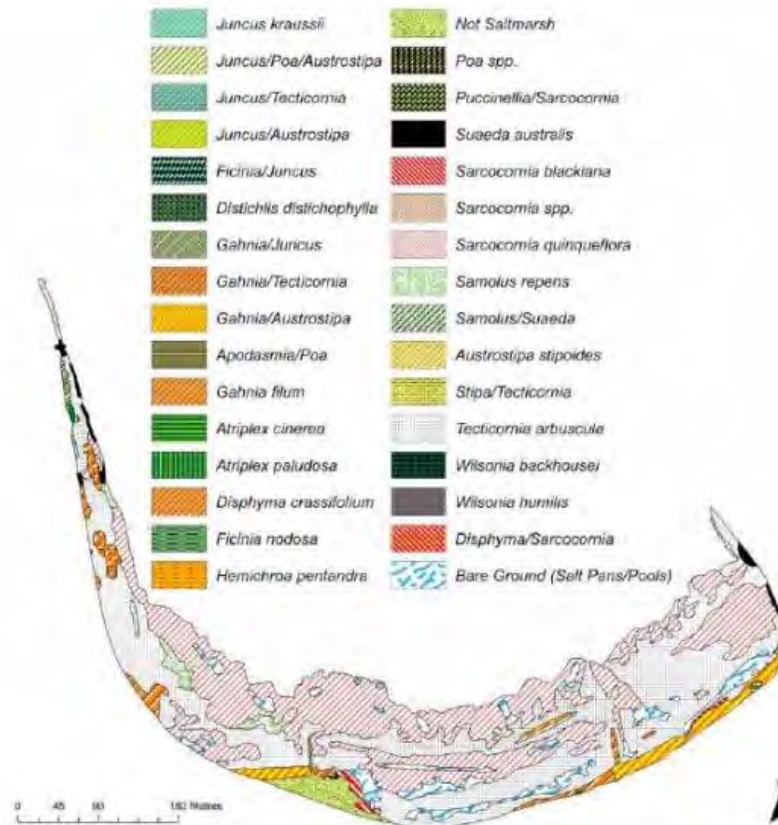 Juncus kraussii
Juncus/Poa/Austrostipa
Juncus/Tecticornia
Juncus/Austrostipa
Ficinia/Juncus
Distichlis distichophylla
Gahnia/Juncus
Gahnia/Tecticornia
Gahnia/Austrostipa
Apodasmia/Poa
Gahnia filum
Atriplex cinerea
Atriplex paludosa
Disphyma crassifolium
Ficinia nodosa
Hemichroa pentandra
Not Saltmarsh
Poa spp.
Puccinellia/Sarcocornia
Suaeda australis
Sarcocornia blackiana
Sarcocornia spp.
Sarcocornia quinqueflora
Samolus repens
Samolus/Suaeda
Austrostipa stipoides
Stipa/Tecticornia
Tecticornia arbuscula
Wilsonia backhousei
Wilsonia humilis
Disphyma/Sarcocornia
Bare Ground (Salt Pans/Pools)
0 45 90 Metres